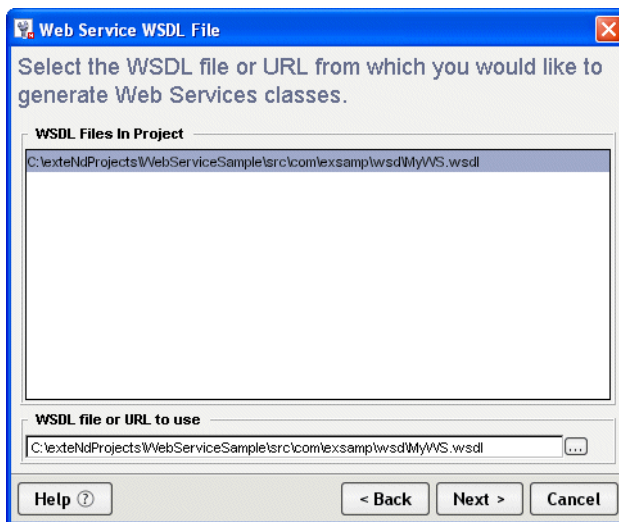 Web Service WSDL File
Select the WSDL file or URL from which you would like to
generate Web Services classes.
WSDL Files In Project
C:\exteNdProjects\WebServiceSample\src\com\exsamp\wsd\MyWS.wsdl
WSDL file or URL to use
C:\exteNdProjects\WebServiceSample\src\com\exsamp\wsd\MyWS.wsdl
...
Help ?
< Back
Next >
Cancel